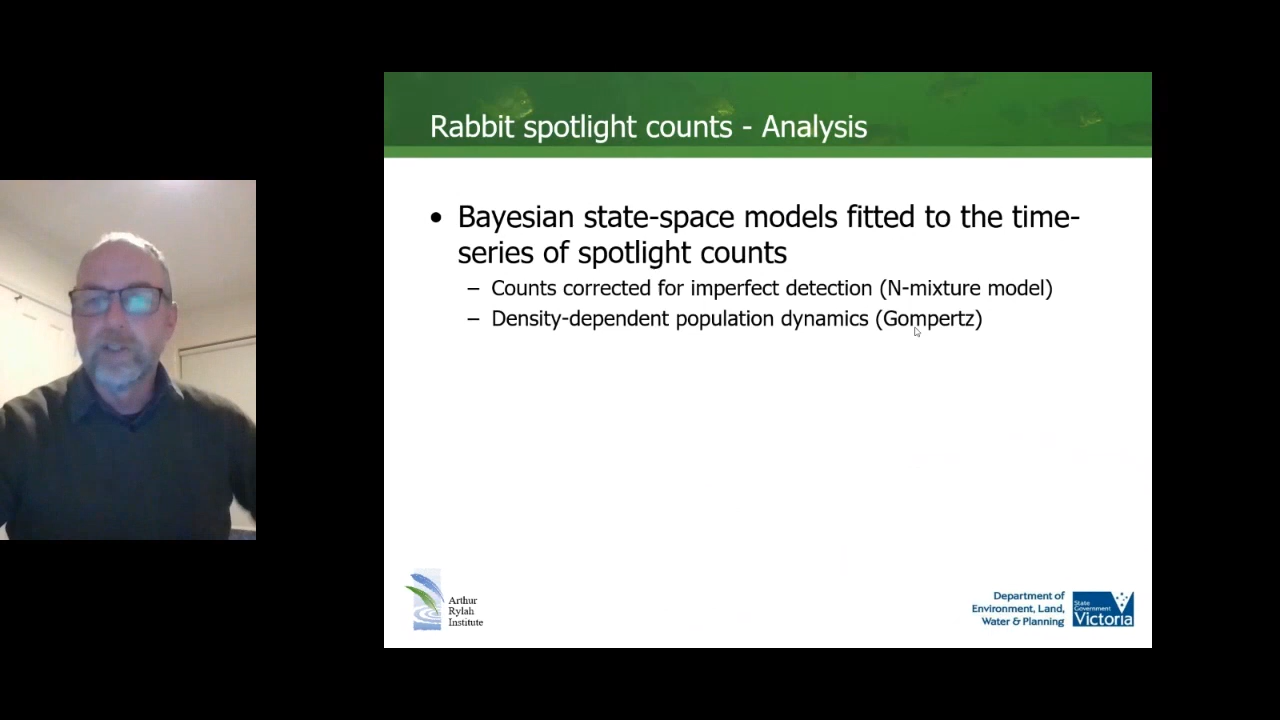 Rabbit spotlight counts - Analysis
• Bayesian state-space models fitted to the time-
series of spotlight counts
– Counts corrected for imperfect detection (N-mixture model)
– Density-dependent population dynamics (Gompertz)
Arthur
Rylah
Institute
Department of
Environment, Land,
Water & Planning
State
Government
Victoria